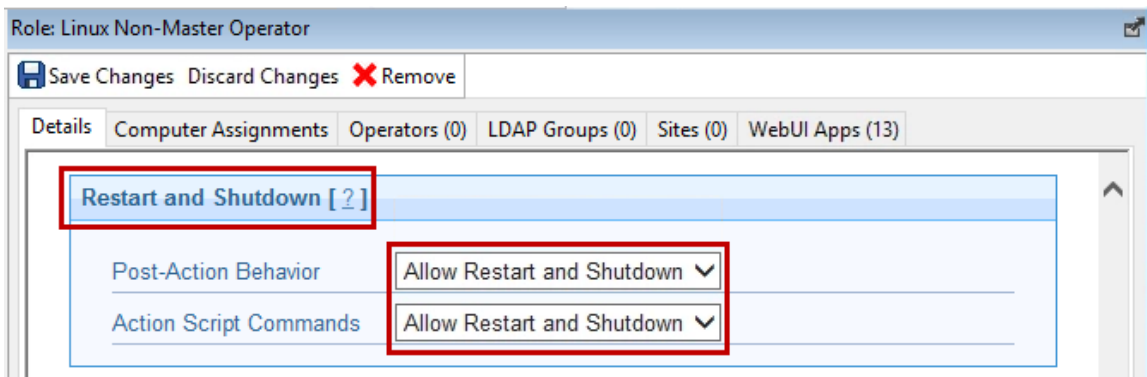 Role: Linux Non-Master Operator
Save Changes Discard Changes Remove
Details Computer Assignments Operators (0) LDAP Groups (0) Sites (0) WebUI Apps (13)
Restart and Shutdown [ ? ]
Post-Action Behavior Allow Restart and Shutdown
Action Script Commands Allow Restart and Shutdown